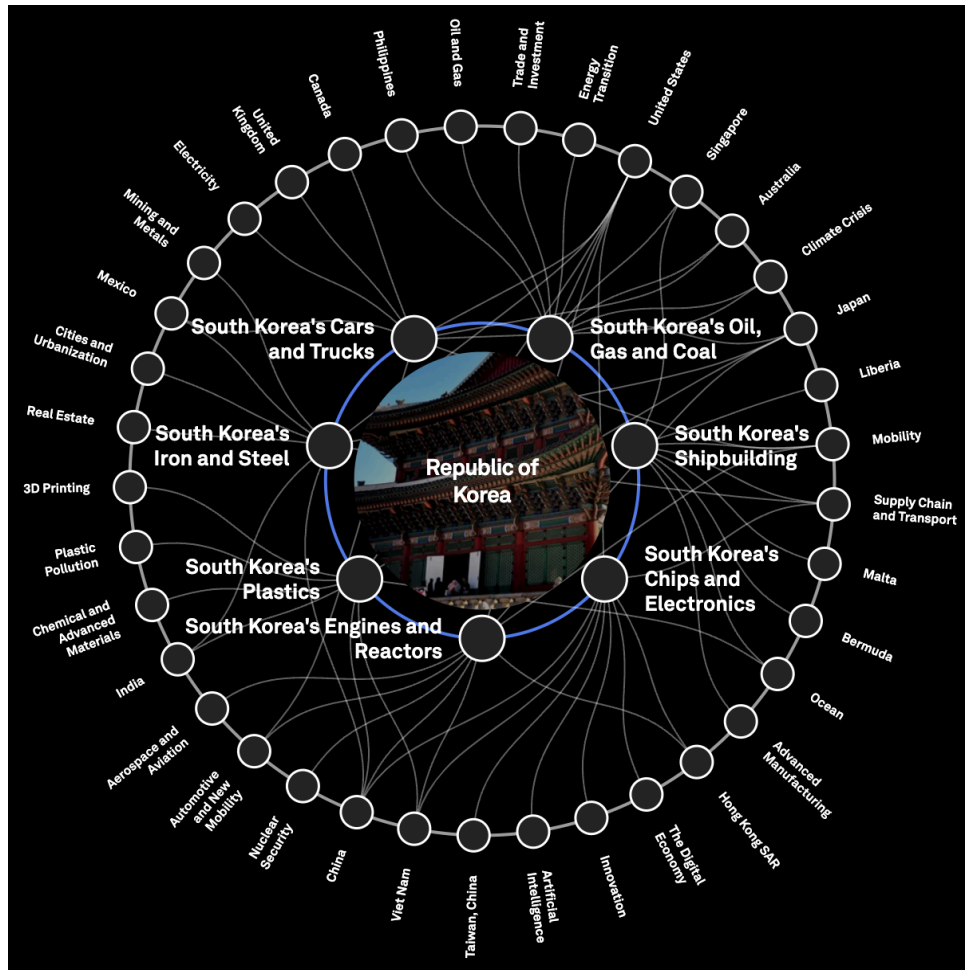 Oil and Gas
Trade and
Investment
Energy
Transition
United States
Singapore
Australia
Climate Crisis
Japan
Liberia
Mobility
Supply Chain
and Transport
Malta
Bermuda
Ocean
Advanced
Manufacturing
Hong Kong SAR
The Digital
Economy
Innovation
Artificial
Intelligence
Taiwan, China
Viet Nam
China
Nuclear
Security
Automotive
and New
Mobility
Aerospace and
Aviation
India
Chemical and
Advanced
Materials
Plastic
Pollution
3D Printing
Real Estate
Cities and
Urbanization
Mexico
Mining and
Metals
Electricity
United
Kingdom
Canada
Philippines
South Korea's Cars
and Trucks
South Korea's Oil,
Gas and Coal
South Korea's
Iron and Steel
South Korea's
Shipbuilding
Republic of
Korea
South Korea's
Plastics
South Korea's
Chips and
Electronics
South Korea's Engines and
Reactors